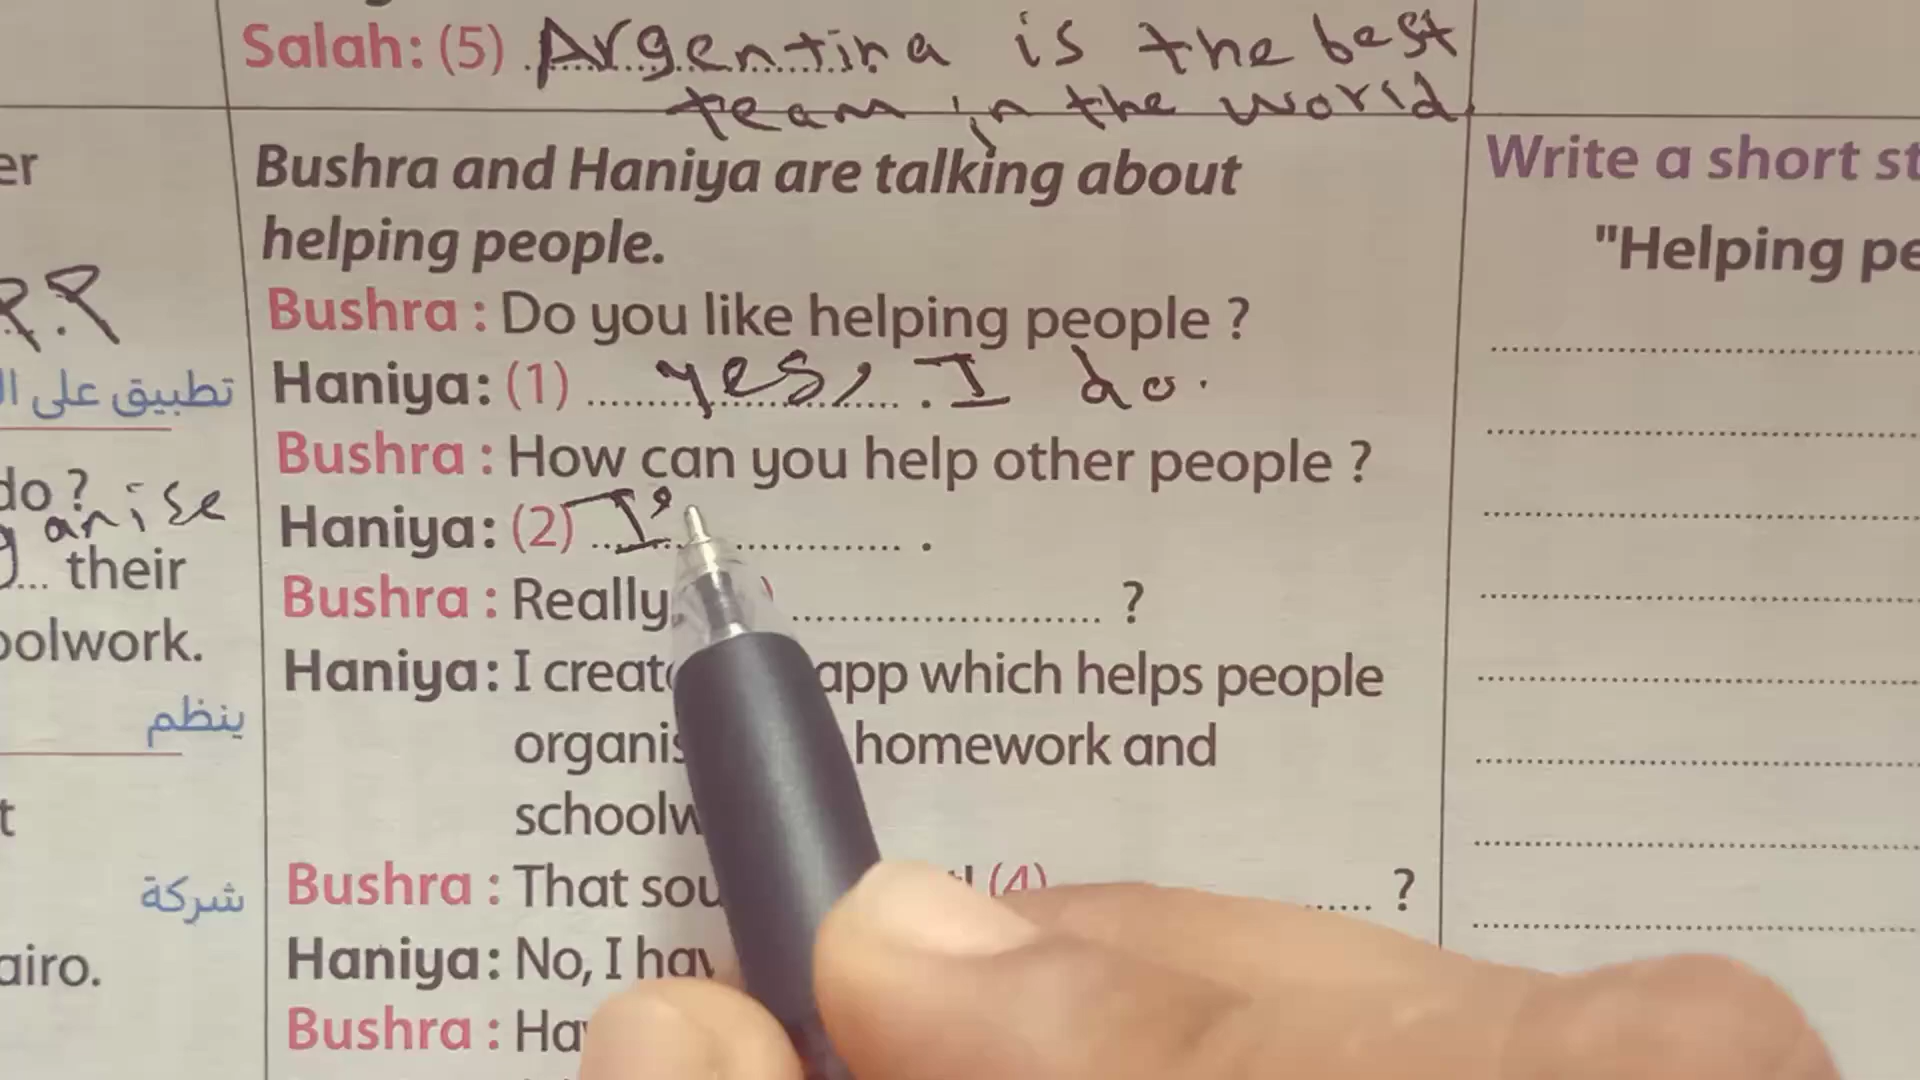 Salah: (5) Argentina is the best
team in the world.
er
Bushra and Haniya are talking about
helping people.
Write a short st
"Helping pe
Bushra : Do you like helping people ?
تطبيق على ال
Haniya: (1) yes, I do.
Bushra : How can you help other people ?
do ?
anise
Haniya: (2) I'
... their
Bushra : Really, ?
oolwork.
Haniya: I create app which helps people
ينظم
organis homework and
schoolw
t
شركة
Bushra : That sou (4) ?
airo.
Haniya: No, I hav
Bushra : Ha